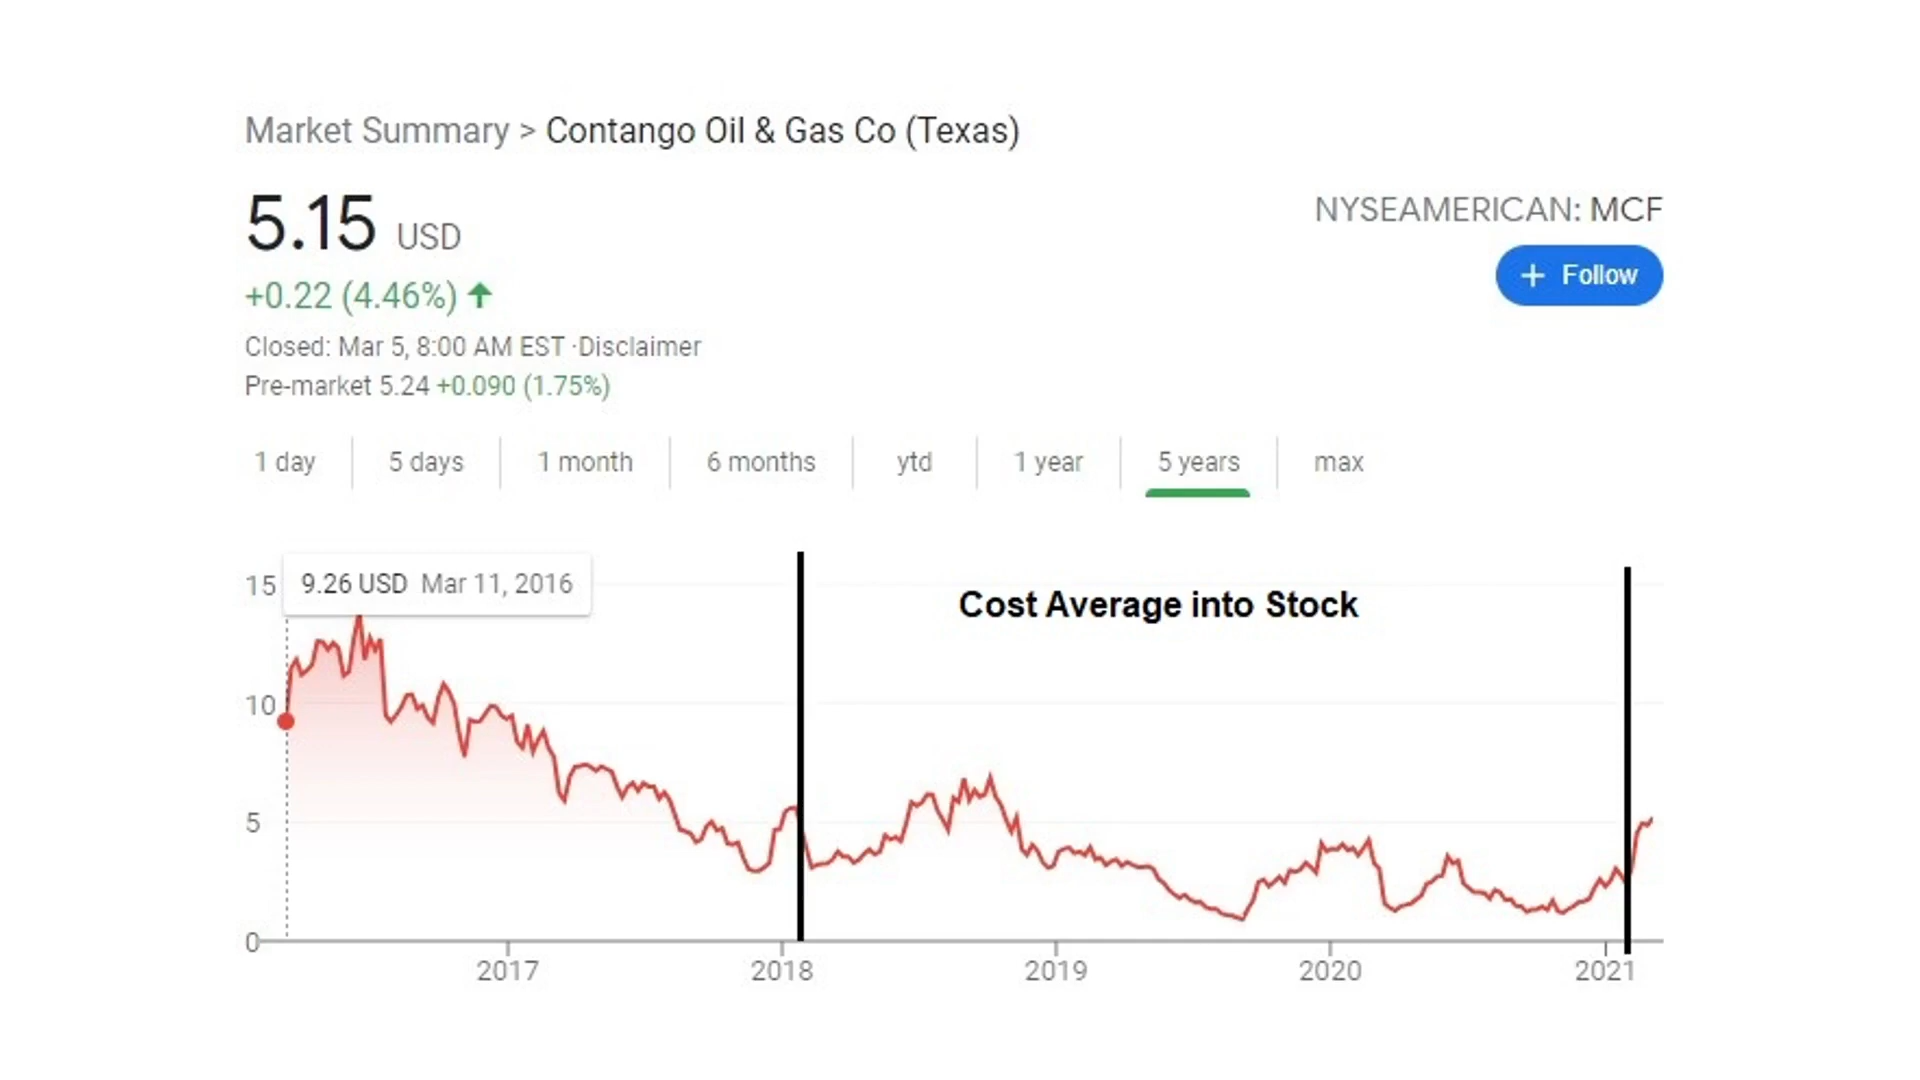 Market Summary > Contango Oil & Gas Co (Texas)
5.15 USD
NYSEAMERICAN: MCF
+ Follow
+0.22 (4.46%)
Closed: Mar 5, 8:00 AM EST ·Disclaimer
Pre-market 5.24 +0.090 (1.75%)
1 day 5 days 1 month 6 months ytd 1 year 5 years max
9.26 USD Mar 11, 2016
Cost Average into Stock
15
10
5
0
2017 2018 2019 2020 2021